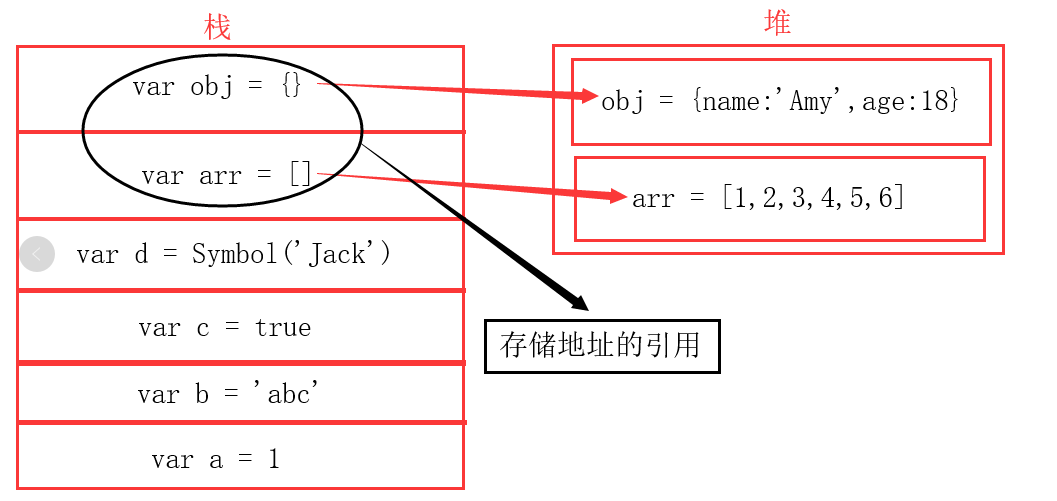 栈
堆
var obj = {}
obj = {name:'Amy',age:18}
var arr = []
arr = [1,2,3,4,5,6]
var d = Symbol('Jack')
var c = true
存储地址的引用
var b = 'abc'
var a = 1